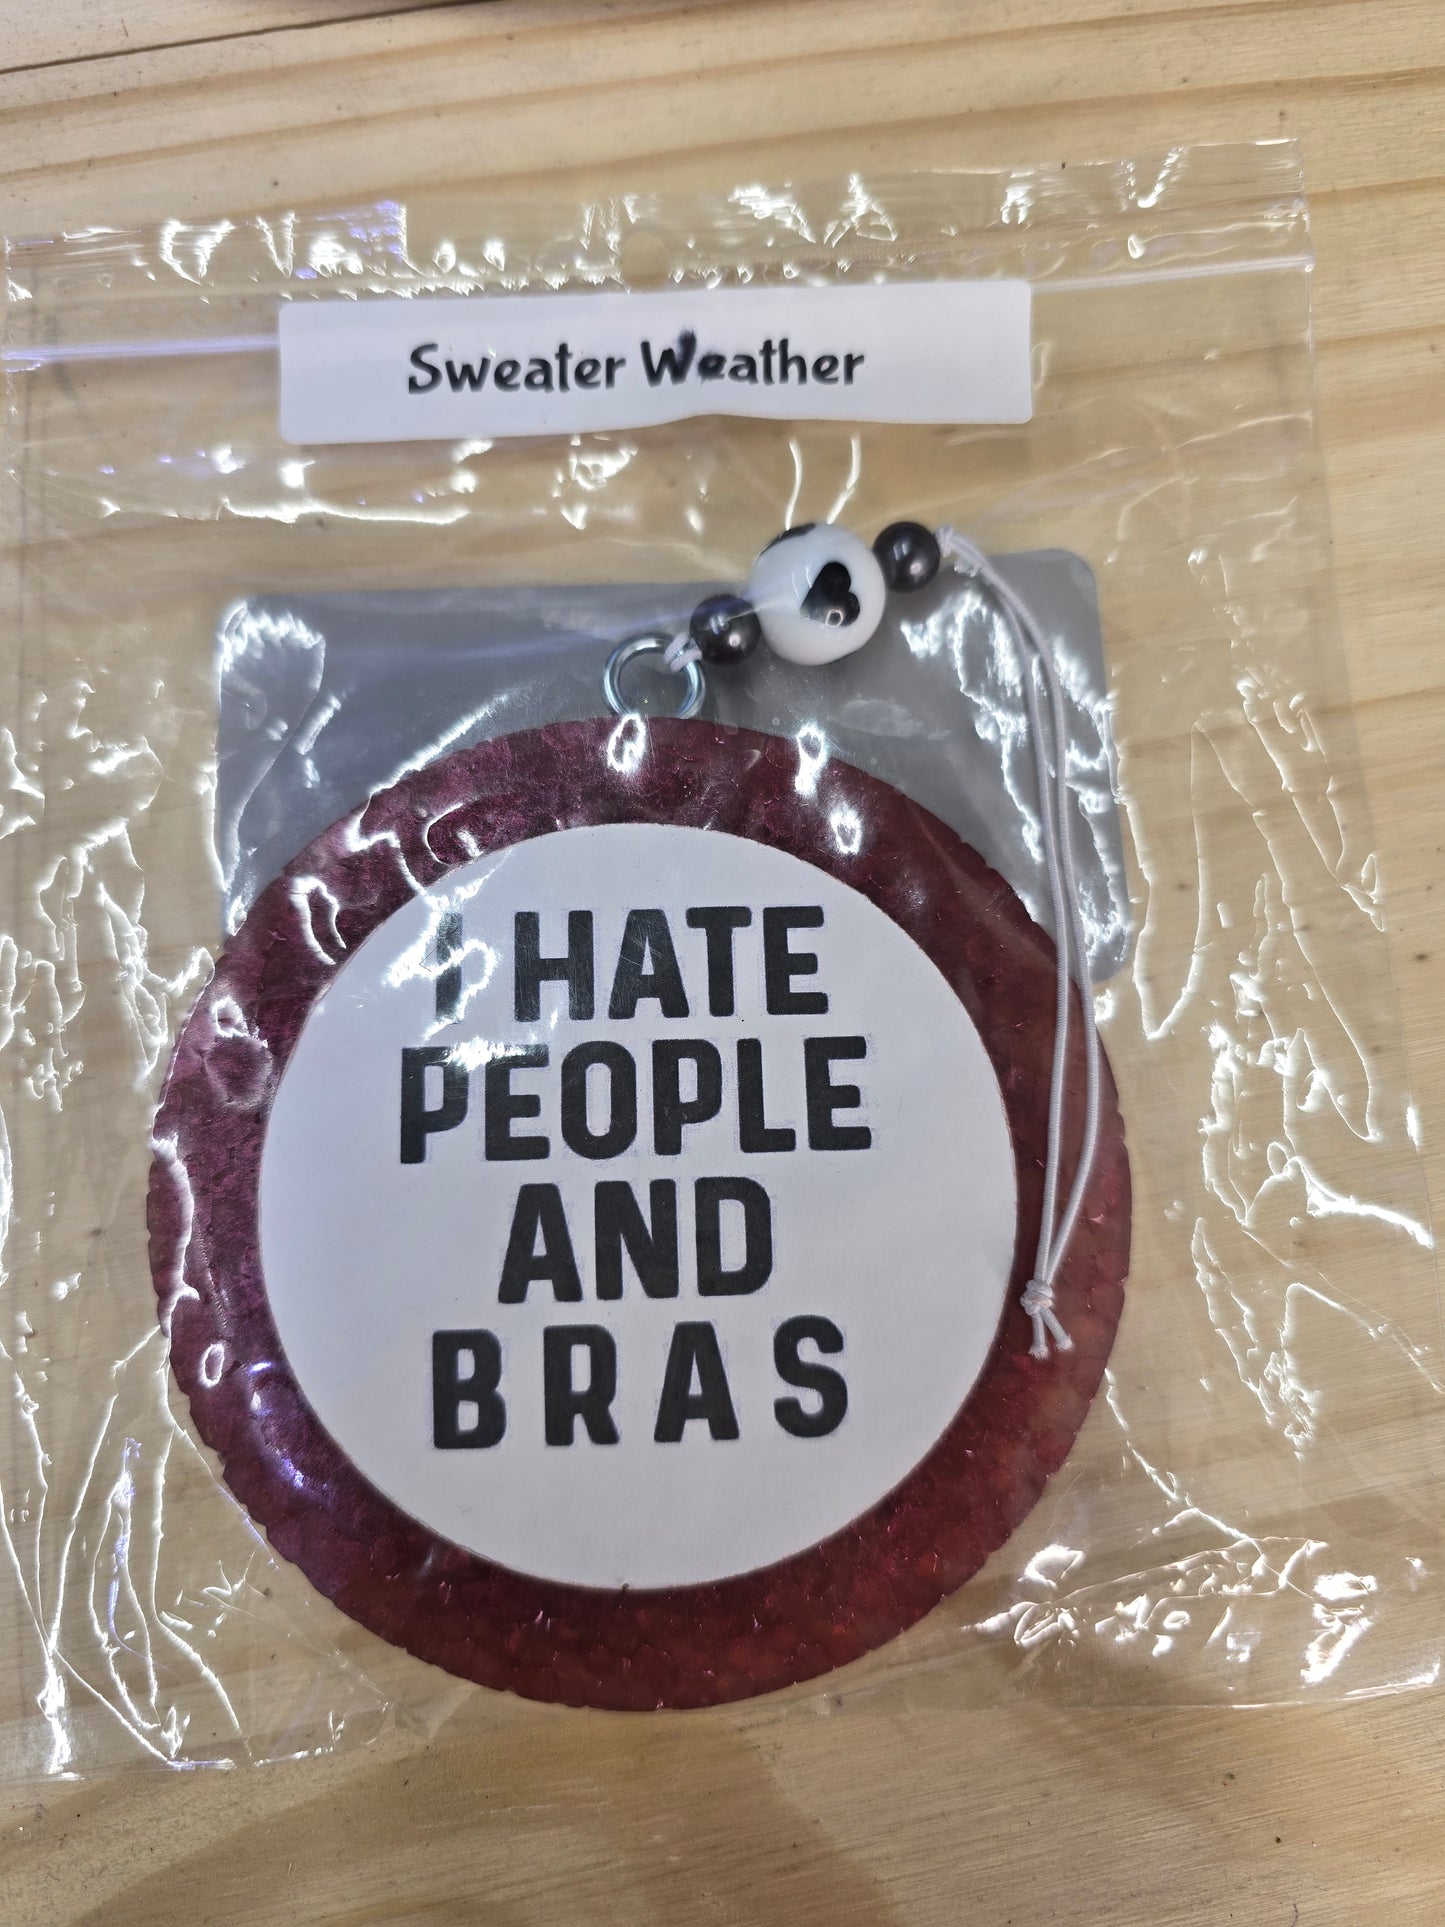 Sweater Weather
I HATE
PEOPLE
AND
BRAS